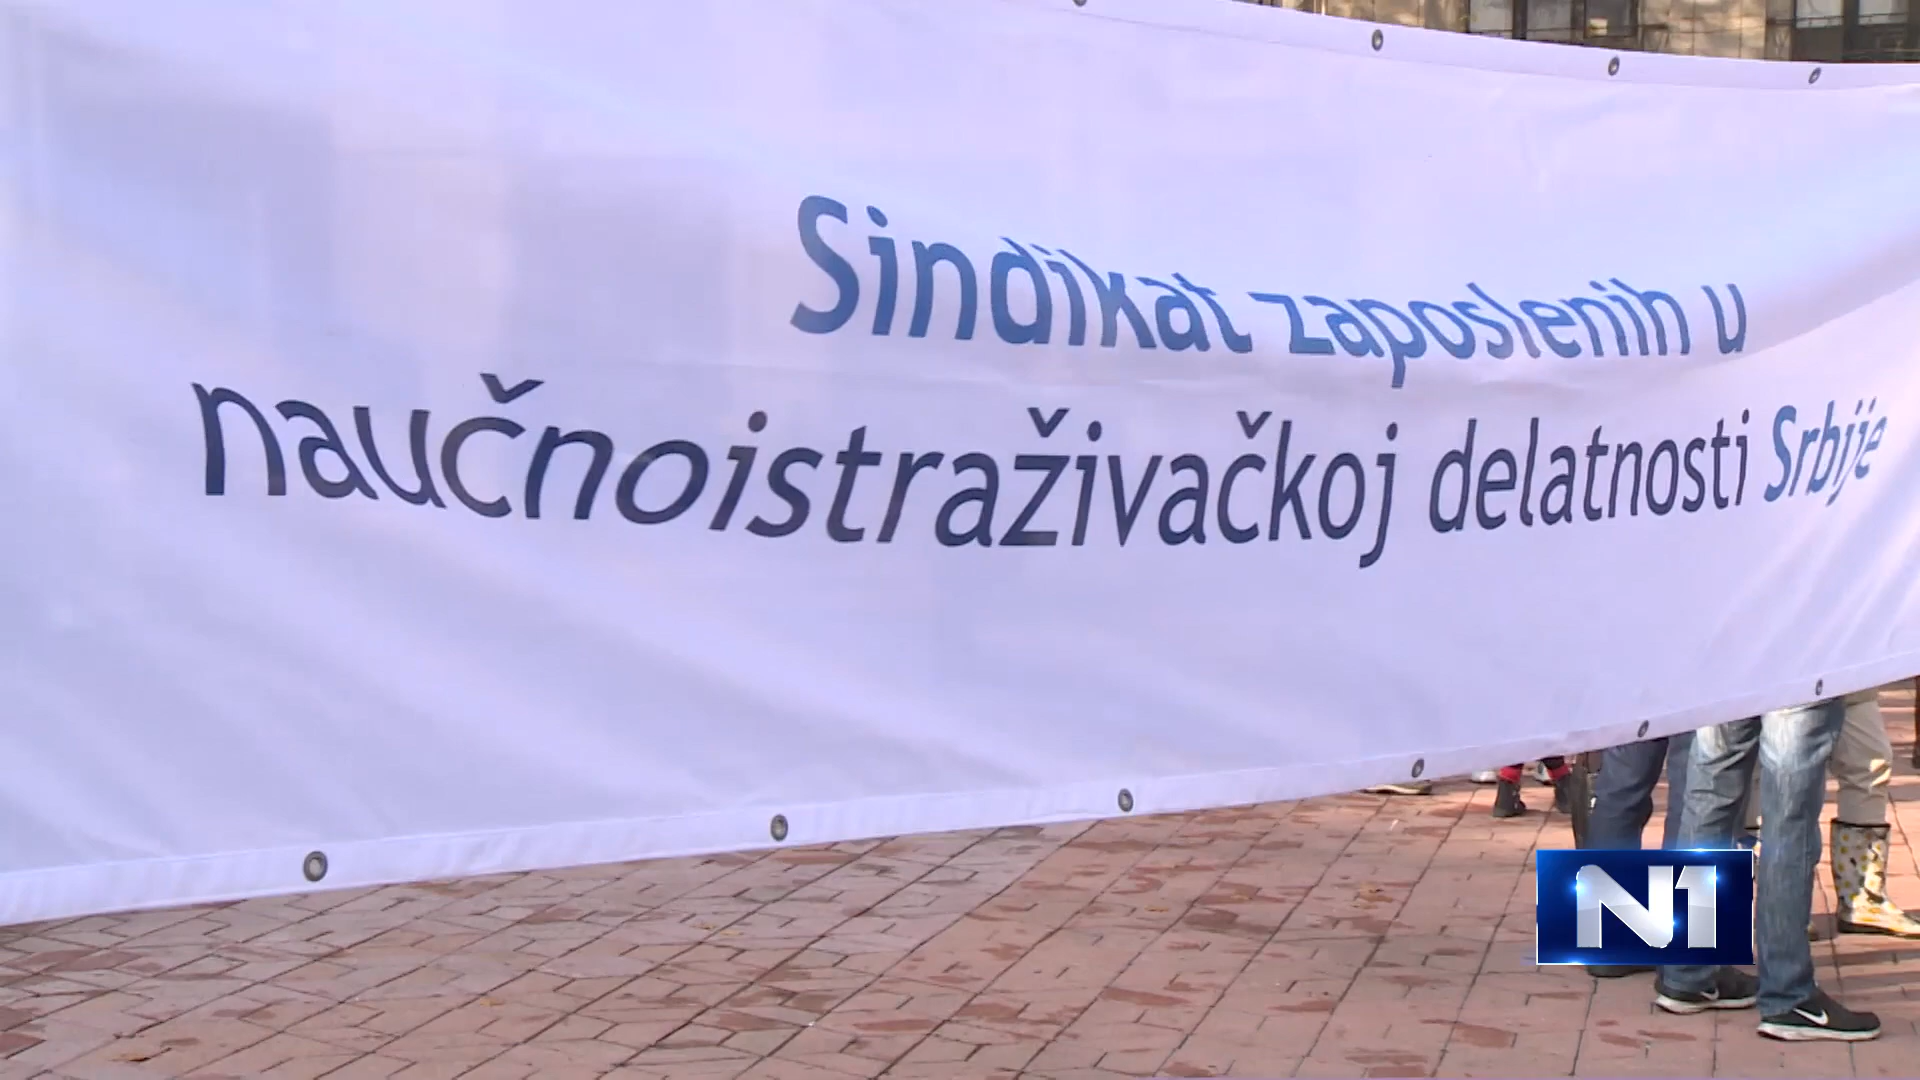 Sindikat zaposlenih u
naučnoistraživačkoj delatnosti Srbije
N1